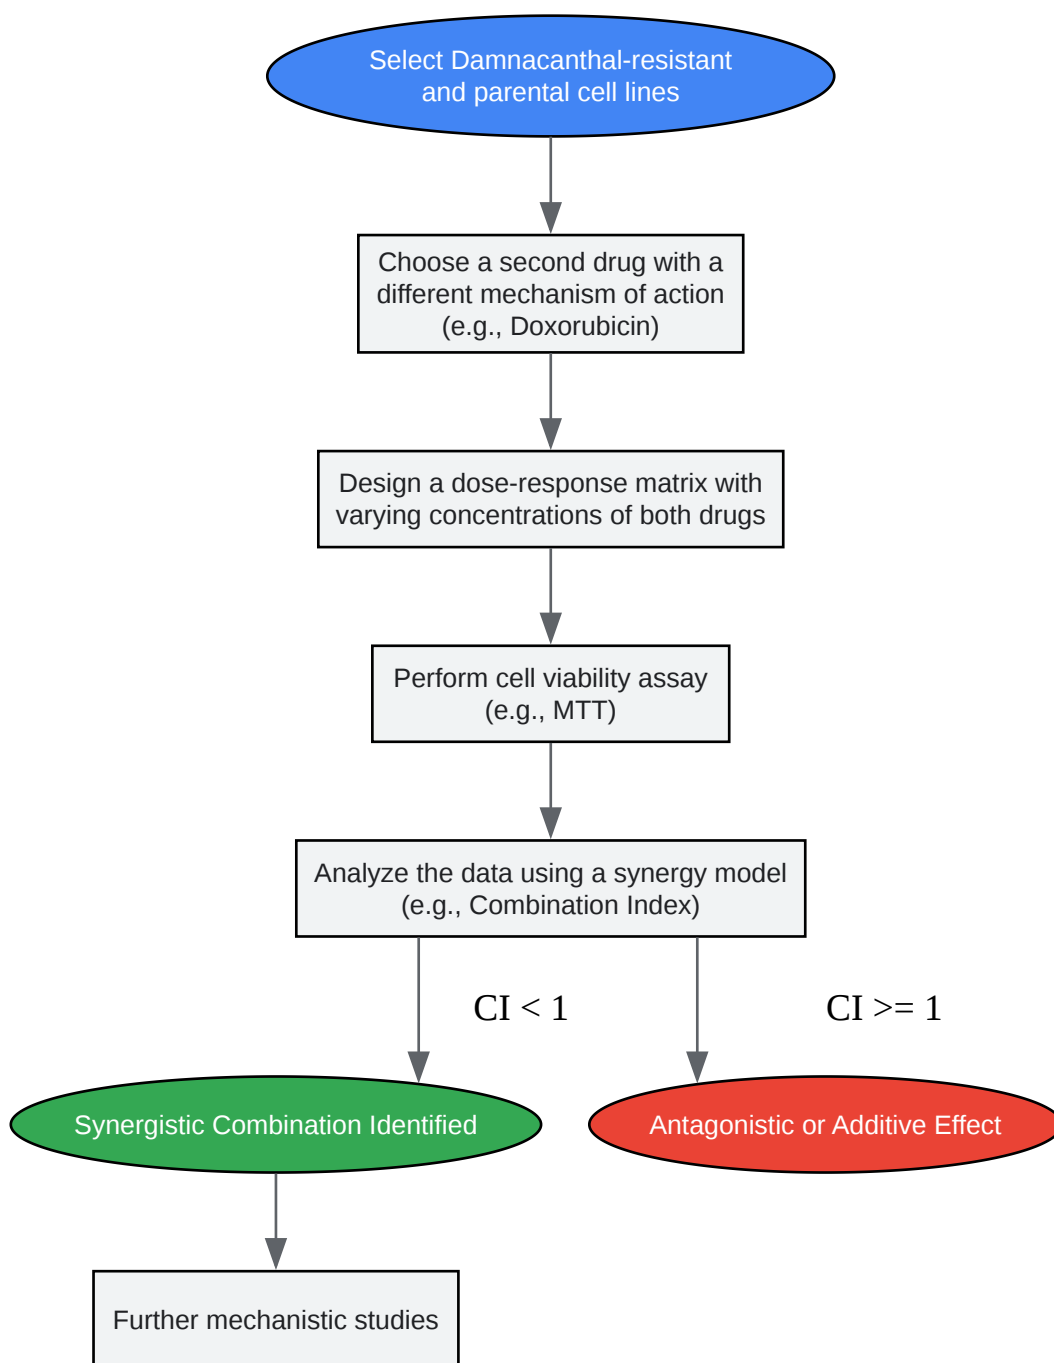 Select Damnacanthal-resistant
and parental cell lines
Choose a second drug with a
different mechanism of action
(e.g., Doxorubicin)
Design a dose-response matrix with
varying concentrations of both drugs
Perform cell viability assay
(e.g., MTT)
Analyze the data using a synergy model
(e.g., Combination Index)
CI < 1
CI >= 1
Synergistic Combination Identified
Antagonistic or Additive Effect
Further mechanistic studies